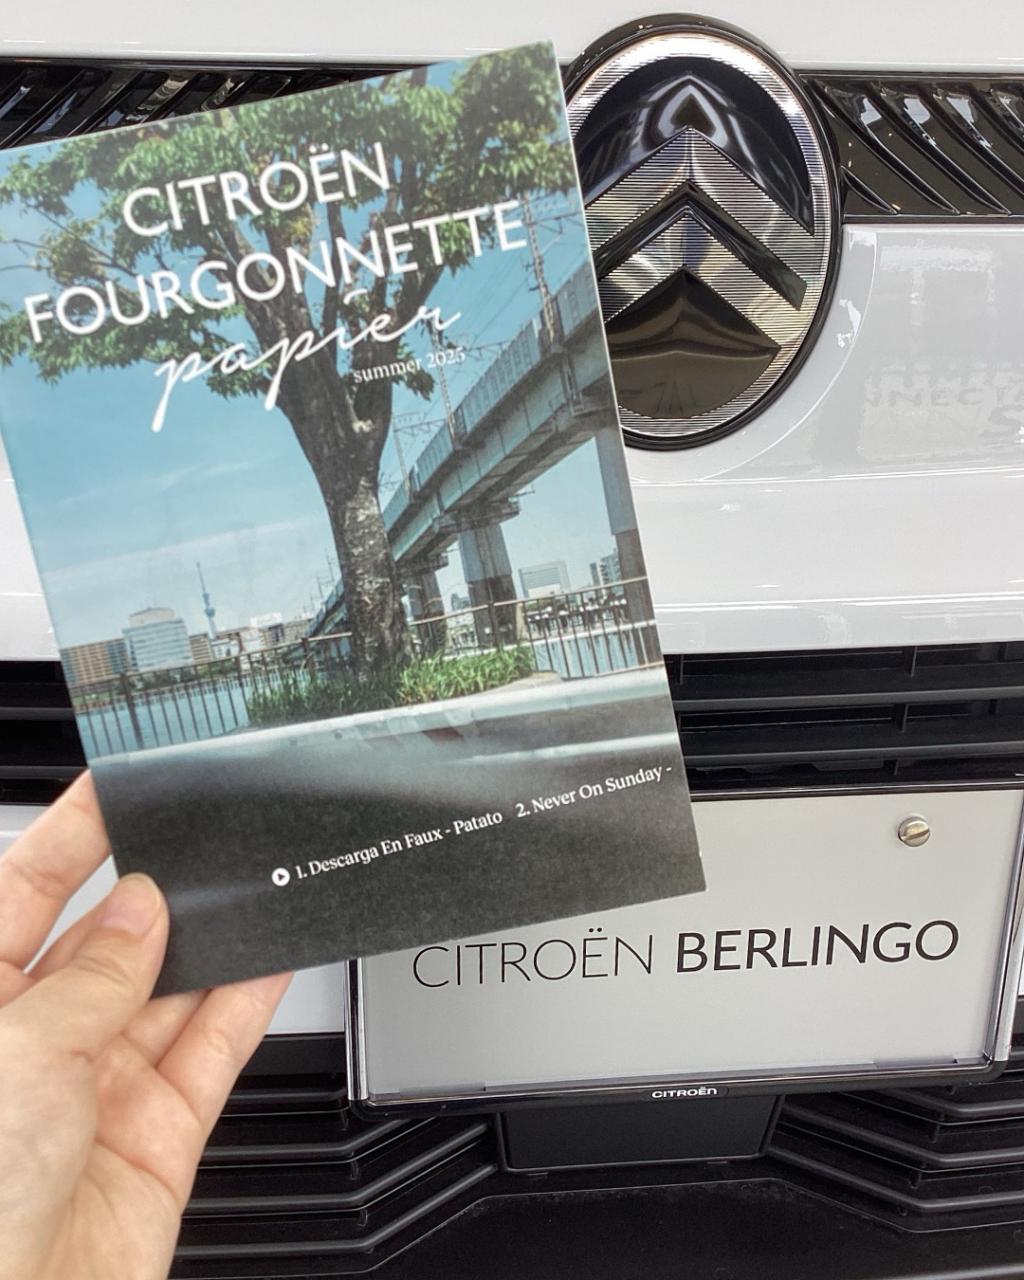 CITROËN
FOURGONNETTE
papier
summer 2025
1. Descarga En Faux - Patato 2. Never On Sunday -
CITROËN BERLINGO
CITROËN